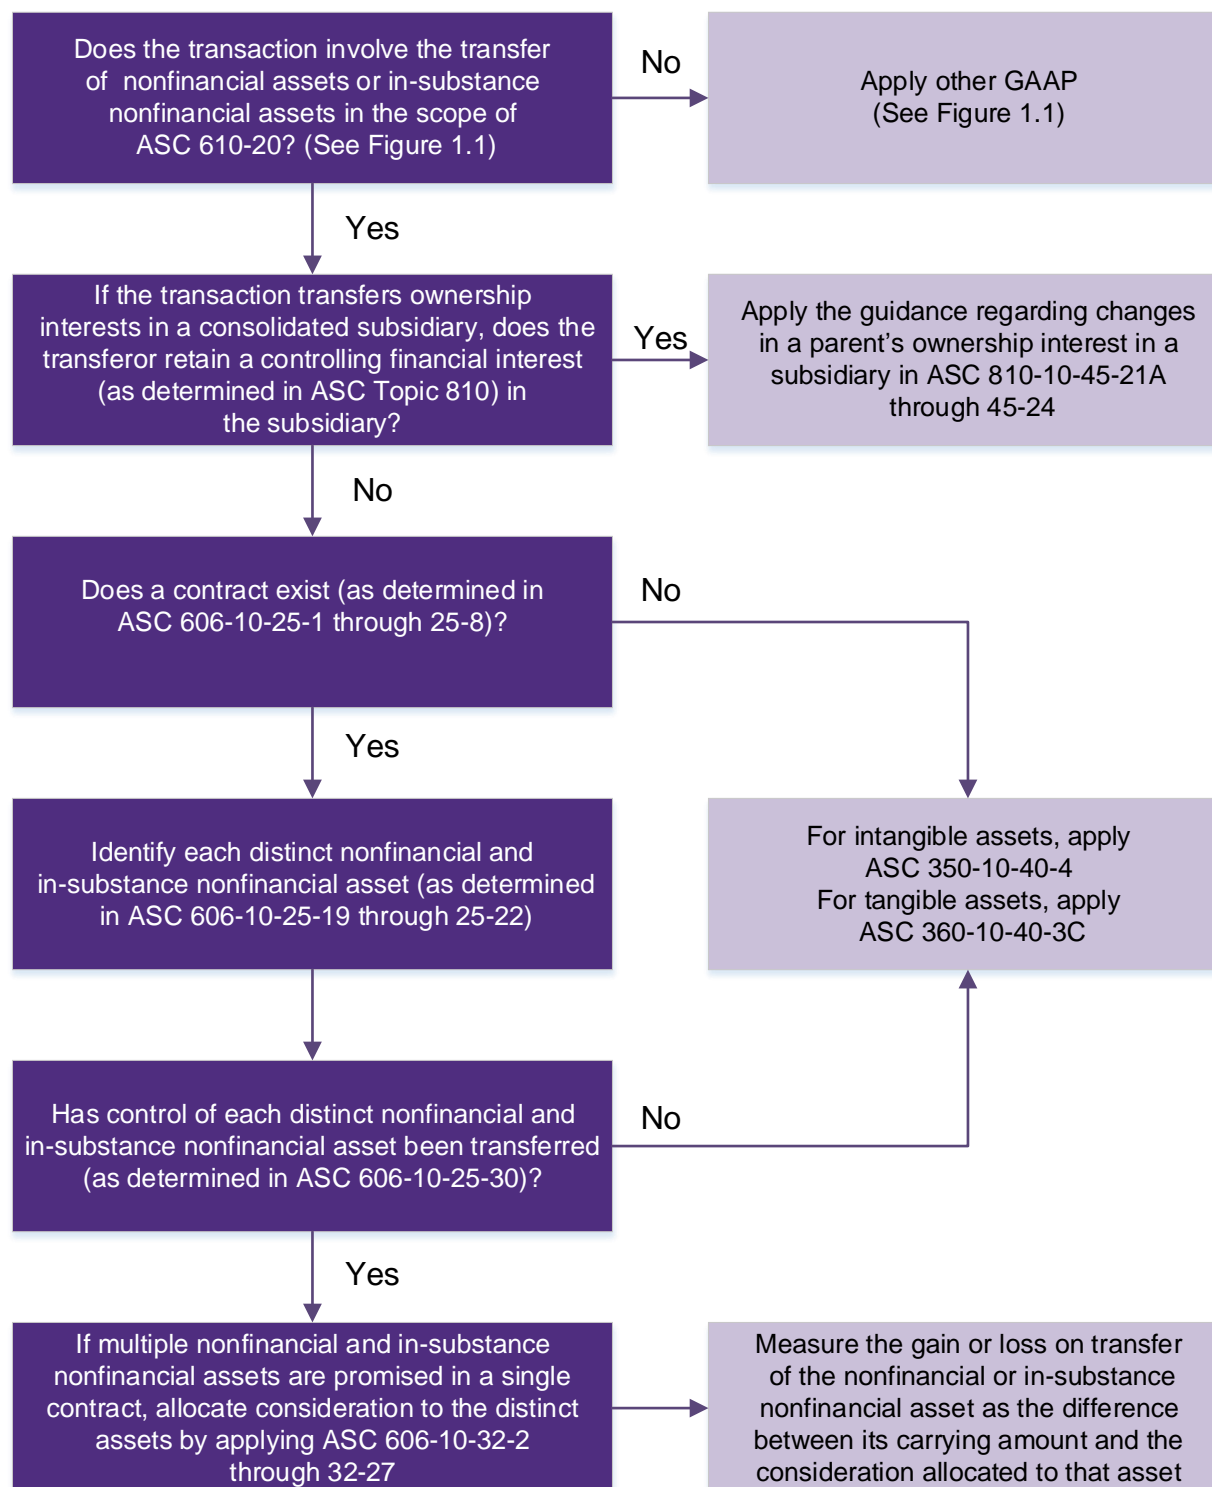 Does the transaction involve the transfer
of nonfinancial assets or in-substance
nonfinancial assets in the scope of
ASC 610-20? (See Figure 1.1)
No
Apply other GAAP
(See Figure 1.1)
Yes
If the transaction transfers ownership
interests in a consolidated subsidiary, does the
transferor retain a controlling financial interest
(as determined in ASC Topic 810) in
the subsidiary?
Yes
Apply the guidance regarding changes
in a parent’s ownership interest in a
subsidiary in ASC 810-10-45-21A
through 45-24
No
Does a contract exist (as determined in
ASC 606-10-25-1 through 25-8)?
No
Yes
Identify each distinct nonfinancial and
in-substance nonfinancial asset (as determined
in ASC 606-10-25-19 through 25-22)
For intangible assets, apply
ASC 350-10-40-4
For tangible assets, apply
ASC 360-10-40-3C
Has control of each distinct nonfinancial and
in-substance nonfinancial asset been transferred
(as determined in ASC 606-10-25-30)?
No
Yes
If multiple nonfinancial and in-substance
nonfinancial assets are promised in a single
contract, allocate consideration to the distinct
assets by applying ASC 606-10-32-2
through 32-27
Measure the gain or loss on transfer
of the nonfinancial or in-substance
nonfinancial asset as the difference
between its carrying amount and the
consideration allocated to that asset